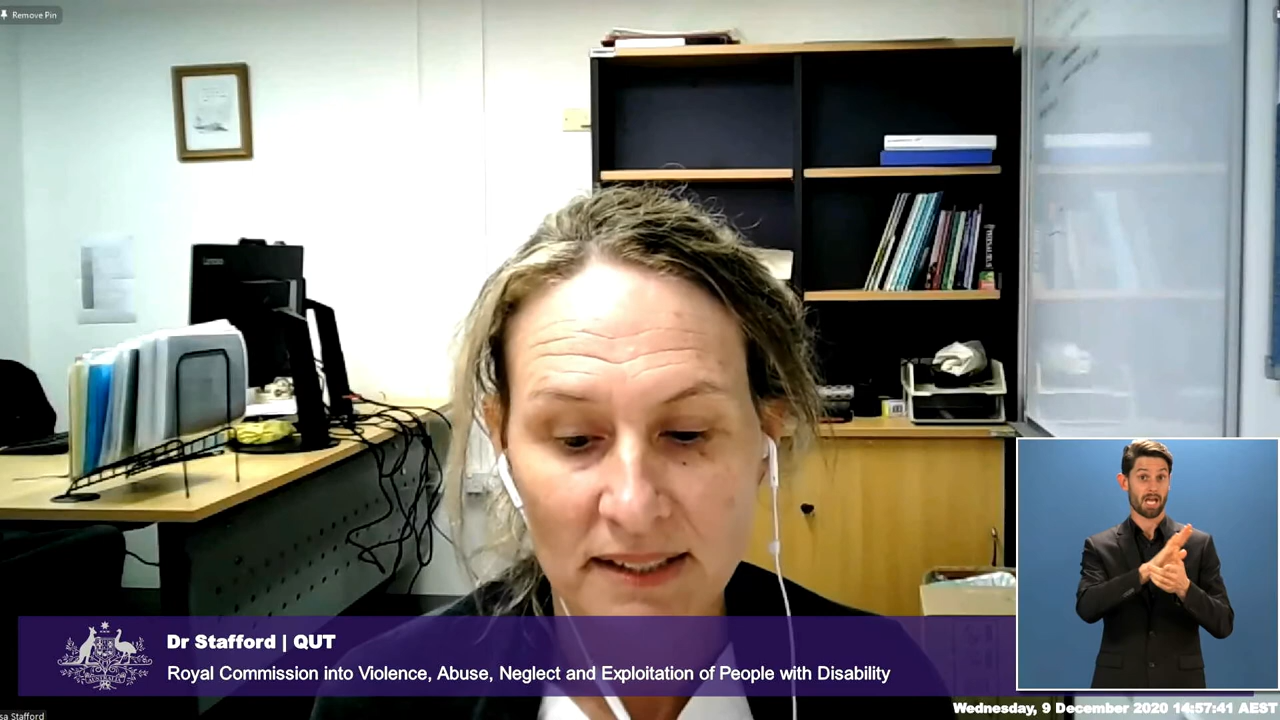 Remove Pin
Lenovo
Dr Stafford | QUT
Royal Commission into Violence, Abuse, Neglect and Exploitation of People with Disability
sa Stafford
Wednesday, 9 December 2020 14:57:41 AEST